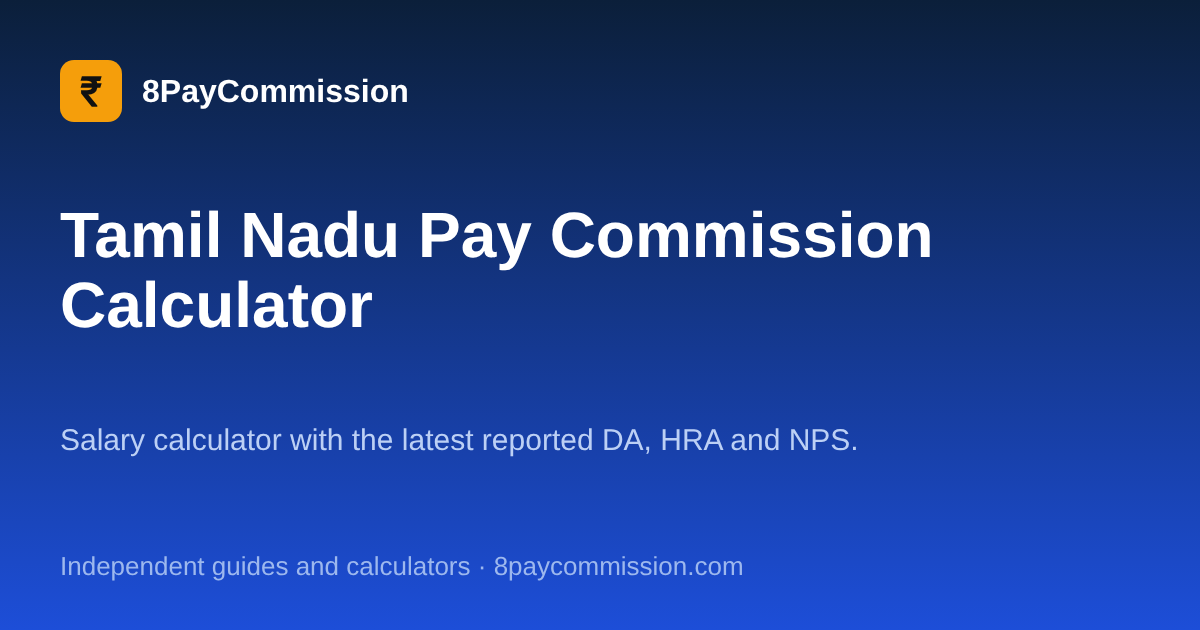 ₹
8PayCommission
Tamil Nadu Pay Commission
Calculator
Salary calculator with the latest reported DA, HRA and NPS.
Independent guides and calculators · 8paycommission.com